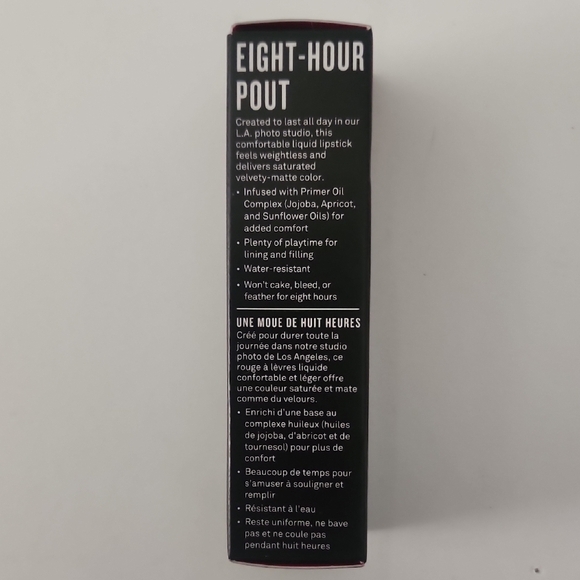 EIGHT-HOUR
POUT
Created to last all day in our
L.A. photo studio, this
comfortable liquid lipstick
feels weightless and
delivers saturated
velvety-matte color.
• Infused with Primer Oil
Complex (Jojoba, Apricot,
and Sunflower Oils) for
added comfort
• Plenty of playtime for
lining and filling
• Water-resistant
• Won't cake, bleed, or
feather for eight hours
UNE MOUE DE HUIT HEURES
Créé pour durer toute la
journée dans notre studio
photo de Los Angeles, ce
rouge à lèvres liquide
confortable et léger offre
une couleur saturée et mate
comme du velours.
• Enrichi d'une base au
complexe huileux (huiles
de jojoba, d'abricot et de
tournesol) pour plus de
confort
• Beaucoup de temps pour
s'amuser à souligner et
remplir
• Résistant à l'eau
• Reste uniforme, ne bave
pas et ne coule pas
pendant huit heures